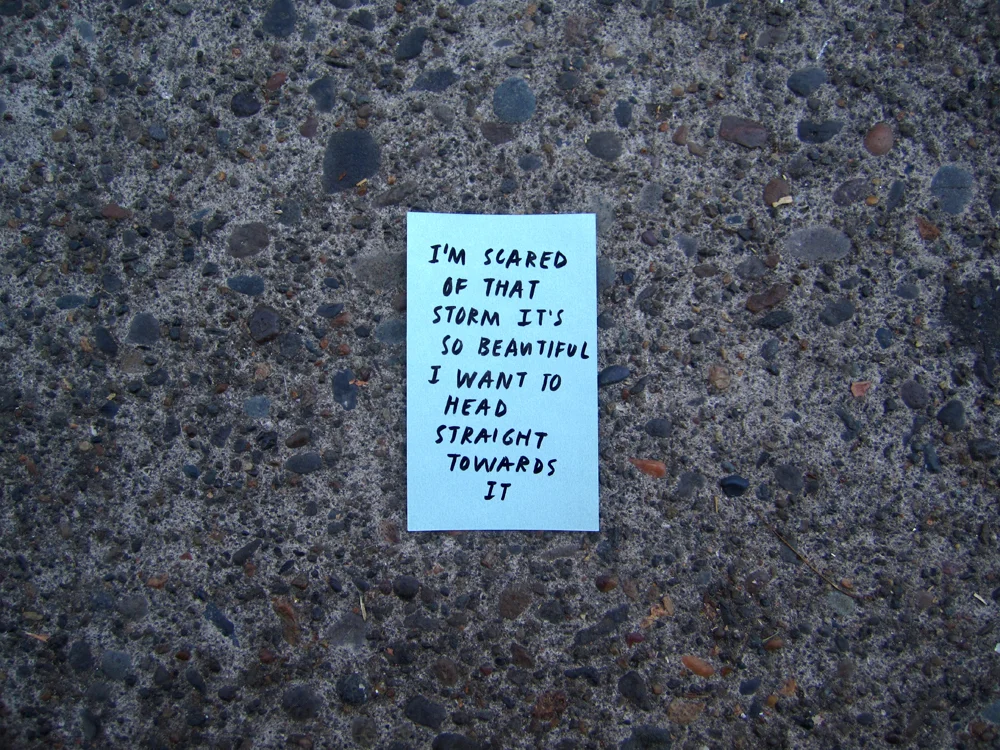 I'M SCARED
OF THAT
STORM IT'S
SO BEAUTIFUL
I WANT TO
HEAD
STRAIGHT
TOWARDS
IT